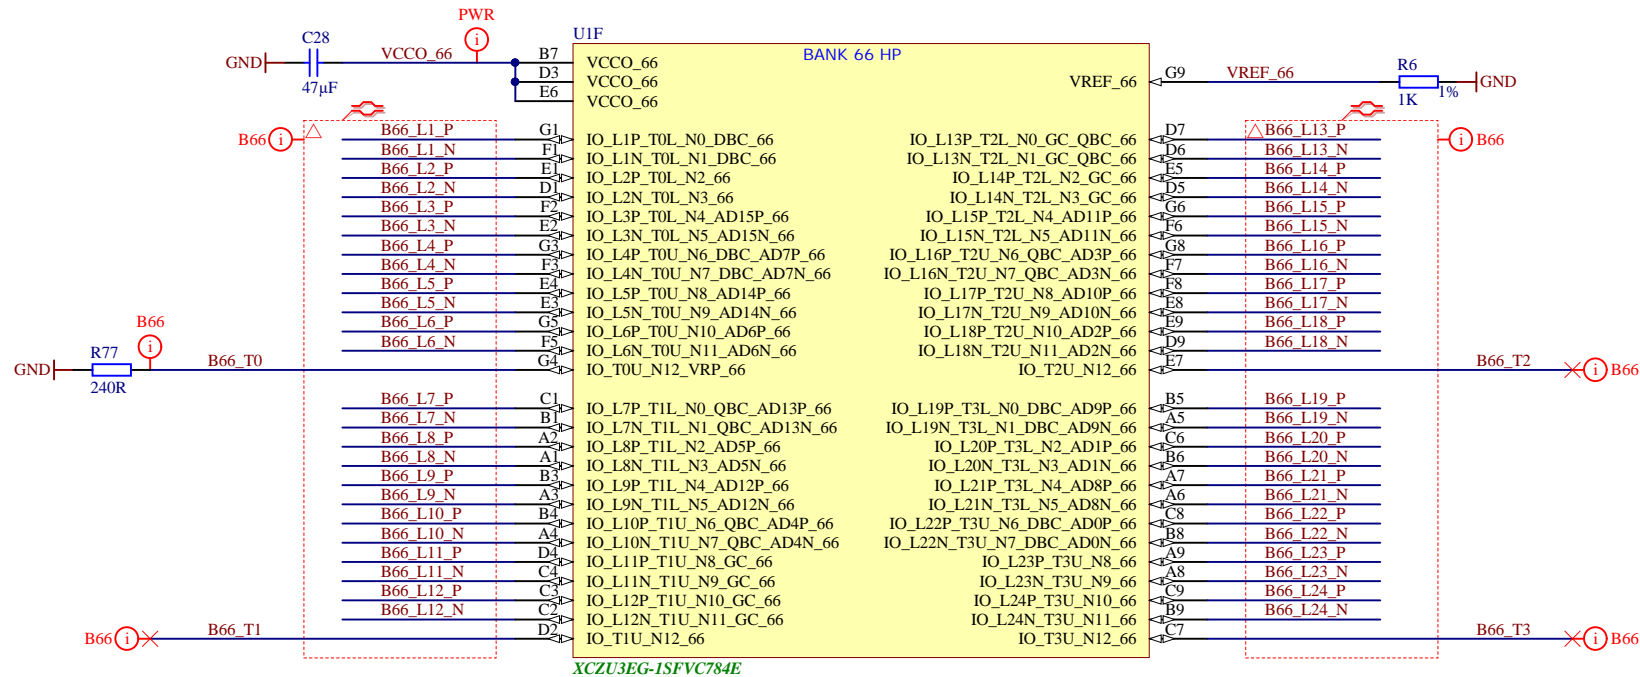 PWR
C28
GND
VCCO_66
47µF
U1F
BANK 66 HP
B7 VCCO_66
D3 VCCO_66
E6 VCCO_66
VREF_66 G9 VREF_66
R6
1K
1%
GND
B66
B66_L1_P G1 IO_L1P_T0L_N0_DBC_66
B66_L1_N F1 IO_L1N_T0L_N1_DBC_66
B66_L2_P E1 IO_L2P_T0L_N2_66
B66_L2_N D1 IO_L2N_T0L_N3_66
B66_L3_P F2 IO_L3P_T0L_N4_AD15P_66
B66_L3_N E2 IO_L3N_T0L_N5_AD15N_66
B66_L4_P G3 IO_L4P_T0U_N6_DBC_AD7P_66
B66_L4_N F3 IO_L4N_T0U_N7_DBC_AD7N_66
B66_L5_P E4 IO_L5P_T0U_N8_AD14P_66
B66_L5_N E3 IO_L5N_T0U_N9_AD14N_66
B66_L6_P G5 IO_L6P_T0U_N10_AD6P_66
B66_L6_N F5 IO_L6N_T0U_N11_AD6N_66
B66
R77
GND
240R
B66_T0 G4 IO_T0U_N12_VRP_66
B66_L7_P C1 IO_L7P_T1L_N0_QBC_AD13P_66
B66_L7_N B1 IO_L7N_T1L_N1_QBC_AD13N_66
B66_L8_P A2 IO_L8P_T1L_N2_AD5P_66
B66_L8_N A1 IO_L8N_T1L_N3_AD5N_66
B66_L9_P B3 IO_L9P_T1L_N4_AD12P_66
B66_L9_N A3 IO_L9N_T1L_N5_AD12N_66
B66_L10_P B4 IO_L10P_T1U_N6_QBC_AD4P_66
B66_L10_N A4 IO_L10N_T1U_N7_QBC_AD4N_66
B66_L11_P D4 IO_L11P_T1U_N8_GC_66
B66_L11_N C4 IO_L11N_T1U_N9_GC_66
B66_L12_P C3 IO_L12P_T1U_N10_GC_66
B66_L12_N C2 IO_L12N_T1U_N11_GC_66
B66 B66_T1 D2 IO_T1U_N12_66
IO_L13P_T2L_N0_GC_QBC_66 D7 B66_L13_P
B66
IO_L13N_T2L_N1_GC_QBC_66 D6 B66_L13_N
IO_L14P_T2L_N2_GC_66 E5 B66_L14_P
IO_L14N_T2L_N3_GC_66 D5 B66_L14_N
IO_L15P_T2L_N4_AD11P_66 G6 B66_L15_P
IO_L15N_T2L_N5_AD11N_66 F6 B66_L15_N
IO_L16P_T2U_N6_QBC_AD3P_66 G8 B66_L16_P
IO_L16N_T2U_N7_QBC_AD3N_66 F7 B66_L16_N
IO_L17P_T2U_N8_AD10P_66 F8 B66_L17_P
IO_L17N_T2U_N9_AD10N_66 E8 B66_L17_N
IO_L18P_T2U_N10_AD2P_66 E9 B66_L18_P
IO_L18N_T2U_N11_AD2N_66 D9 B66_L18_N
IO_T2U_N12_66 E7 B66_T2 B66
IO_L19P_T3L_N0_DBC_AD9P_66 B5 B66_L19_P
IO_L19N_T3L_N1_DBC_AD9N_66 A5 B66_L19_N
IO_L20P_T3L_N2_AD1P_66 C6 B66_L20_P
IO_L20N_T3L_N3_AD1N_66 B6 B66_L20_N
IO_L21P_T3L_N4_AD8P_66 A7 B66_L21_P
IO_L21N_T3L_N5_AD8N_66 A6 B66_L21_N
IO_L22P_T3U_N6_DBC_AD0P_66 C8 B66_L22_P
IO_L22N_T3U_N7_DBC_AD0N_66 B8 B66_L22_N
IO_L23P_T3U_N8_66 A9 B66_L23_P
IO_L23N_T3U_N9_66 A8 B66_L23_N
IO_L24P_T3U_N10_66 C9 B66_L24_P
IO_L24N_T3U_N11_66 B9 B66_L24_N
IO_T3U_N12_66 C7 B66_T3 B66
XCZU3EG-1SFVC784E